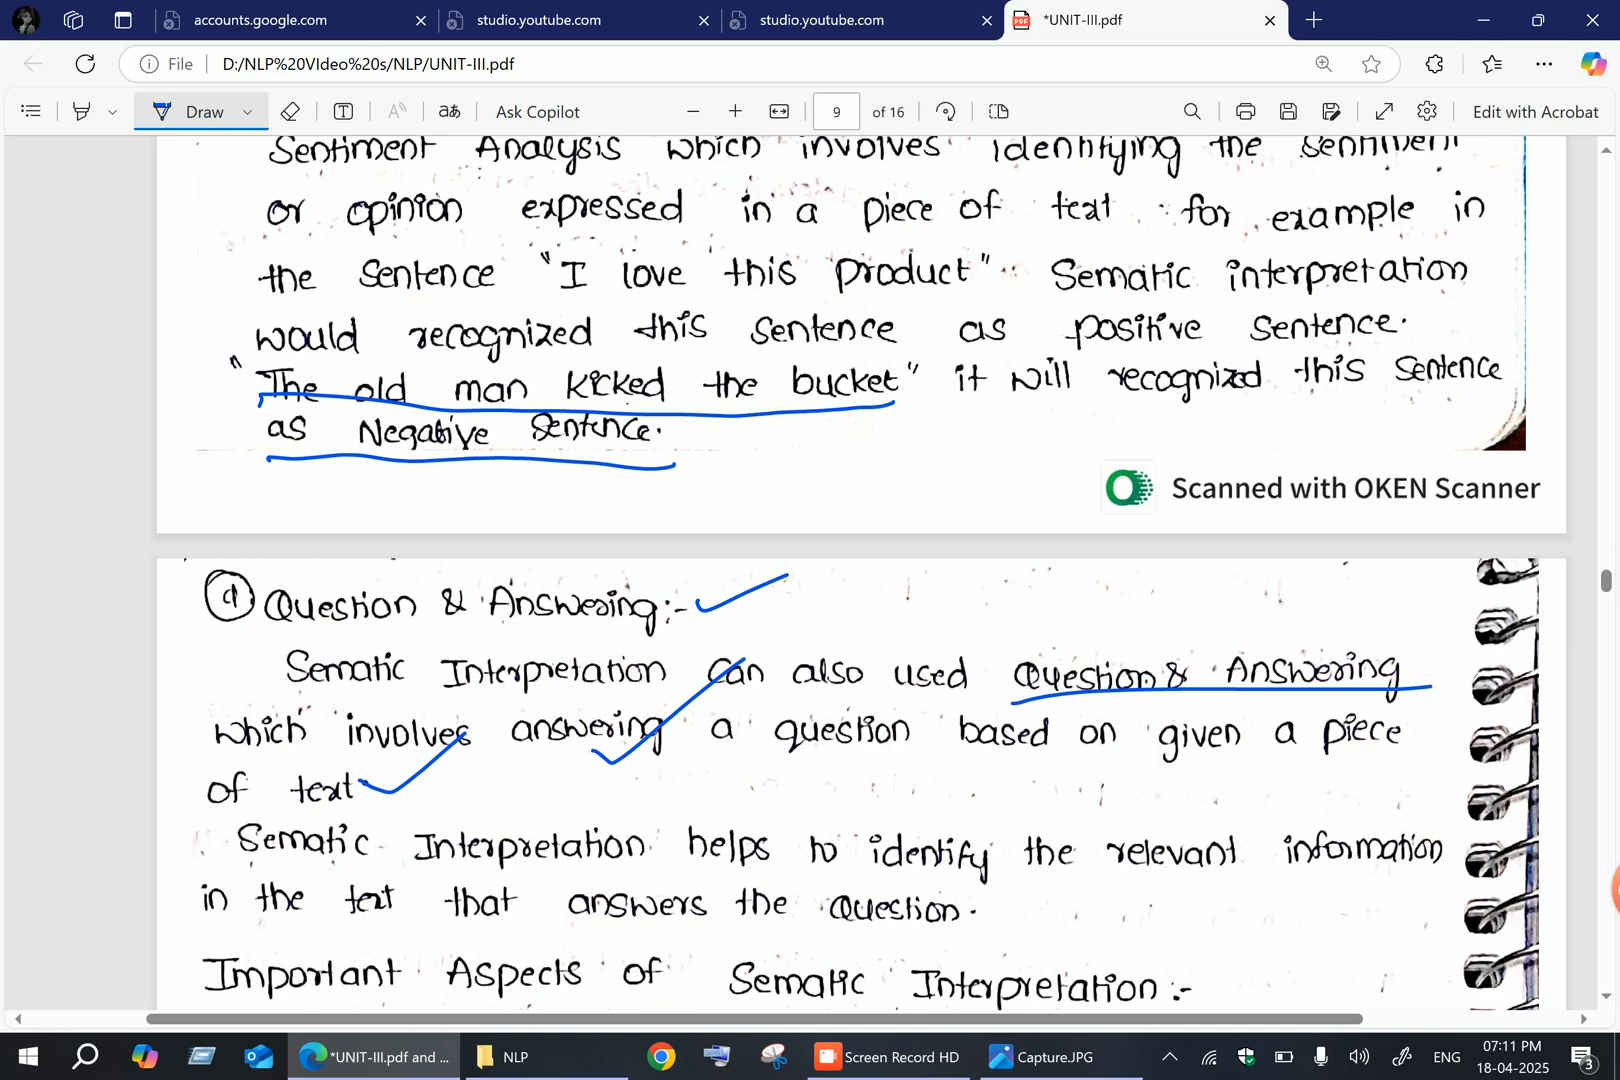 accounts.google.com
studio.youtube.com
studio.youtube.com
*UNIT-III.pdf
File
D:/NLP%20VIdeo%20s/NLP/UNIT-III.pdf
Draw
aあ
Ask Copilot
9
of 16
Edit with Acrobat
Sentiment Analysis which involves identifying the sentiment
or opinion expressed in a piece of text. for example in
the Sentence "I love this product". Sematic interpretation
would recognized this sentence as positive sentence.
"The old man kicked the bucket" it will recognized this sentence
as Negative Sentence.
Scanned with OKEN Scanner
d Question & Answering:-
Sematic Interpretation can also used Question & Answering
which involves answering a question based on given a piece
of text
Sematic Interpretation helps to identify the relevant information
in the text that answers the Question.
Important Aspects of Sematic Interpretation :-
*UNIT-III.pdf and ...
NLP
Screen Record HD
Capture.JPG
ENG
07:11 PM
18-04-2025
3